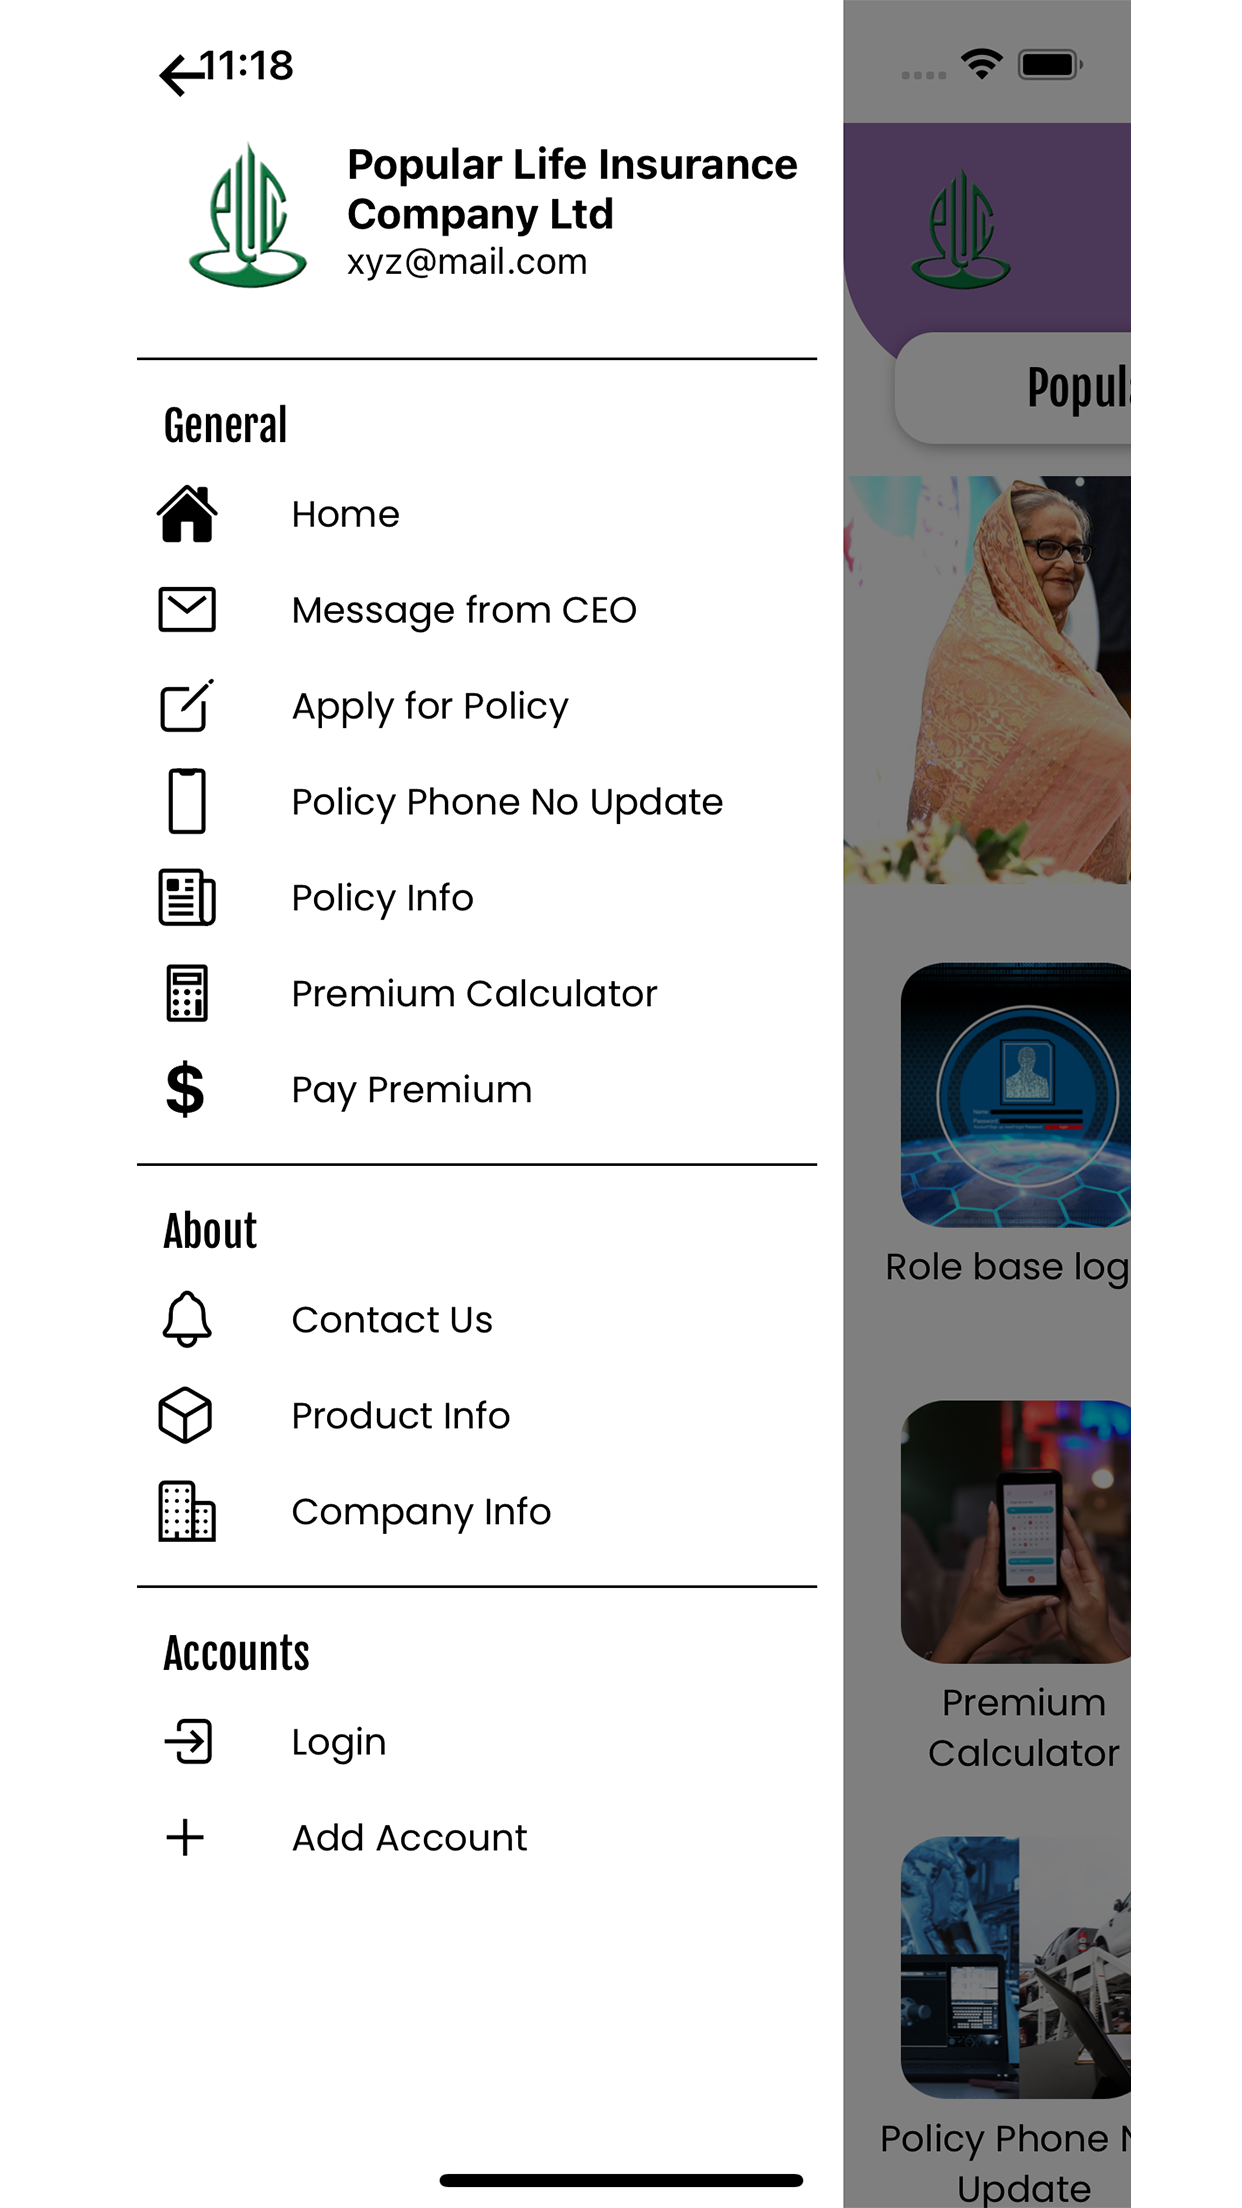 11:18
Popular Life Insurance
Company Ltd
xyz@mail.com
General
Home
Message from CEO
Apply for Policy
Policy Phone No Update
Policy Info
Premium Calculator
$
Pay Premium
About
Contact Us
Product Info
Company Info
Accounts
Login
Add Account
Popul
Role base log
Premium
Calculator
Policy Phone N
Update